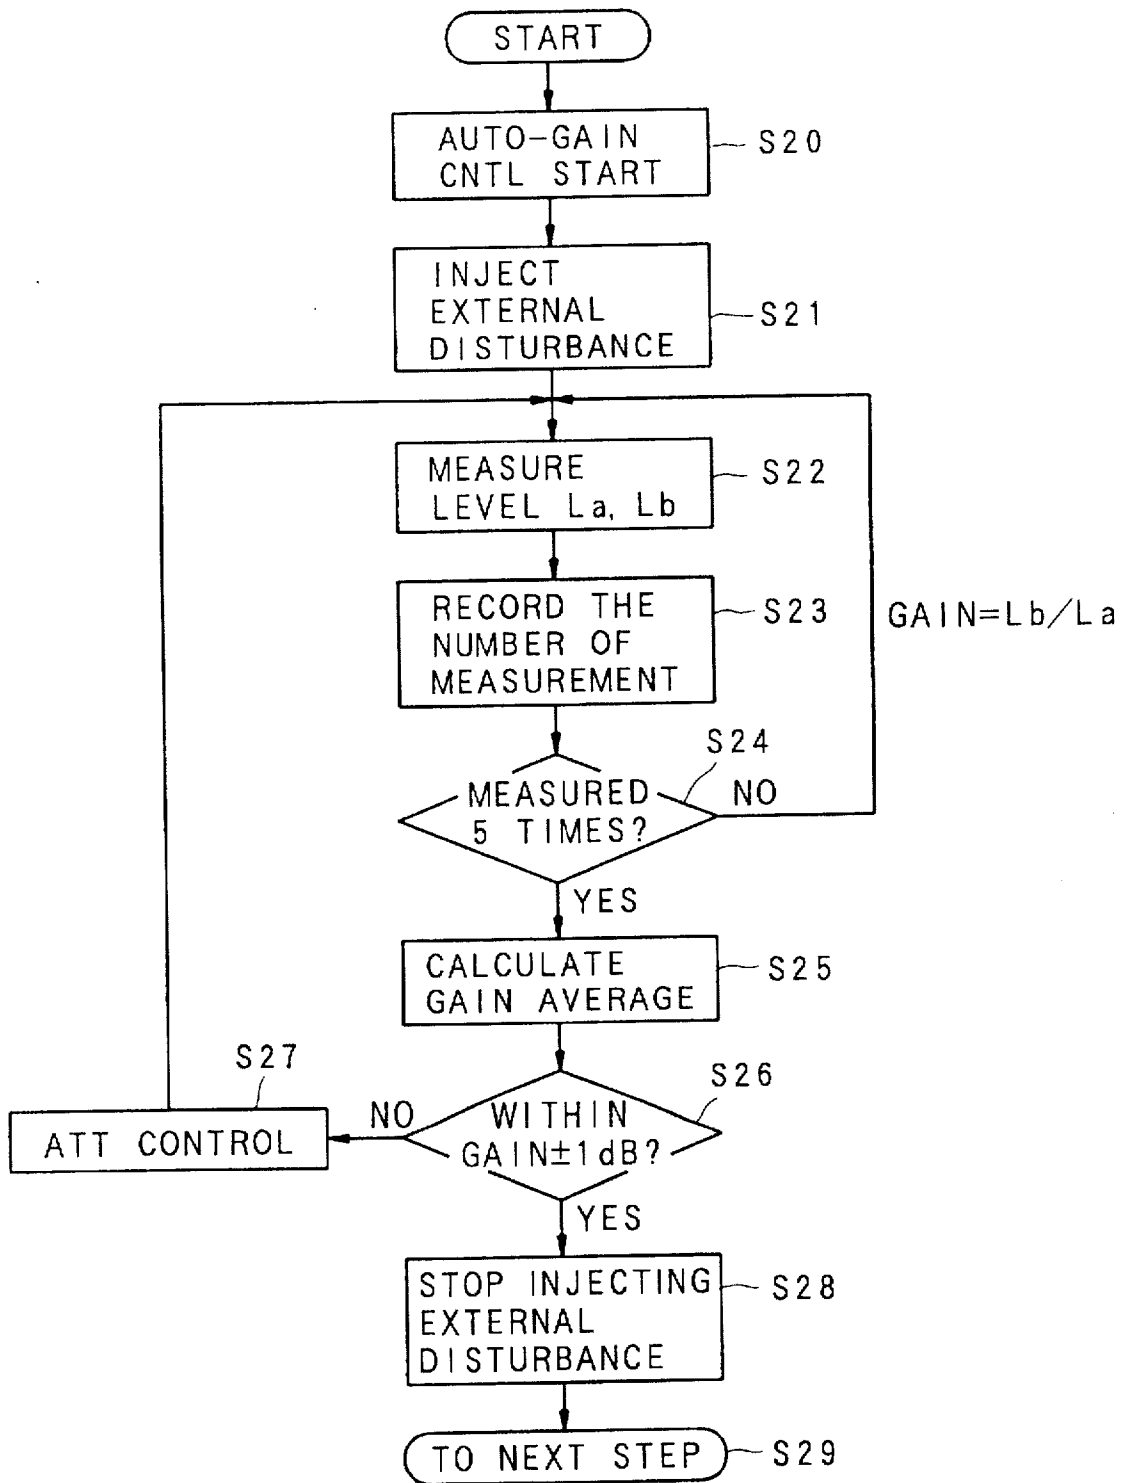 START
AUTO-GAIN
CNTL START
S20
INJECT
EXTERNAL
DISTURBANCE
S21
MEASURE
LEVEL La, Lb
S22
RECORD THE
NUMBER OF
MEASUREMENT
S23
GAIN=Lb/La
S24
MEASURED
5 TIMES?
NO
YES
CALCULATE
GAIN AVERAGE
S25
S26
WITHIN
GAIN±1dB?
NO
S27
ATT CONTROL
YES
STOP INJECTING
EXTERNAL
DISTURBANCE
S28
TO NEXT STEP
S29